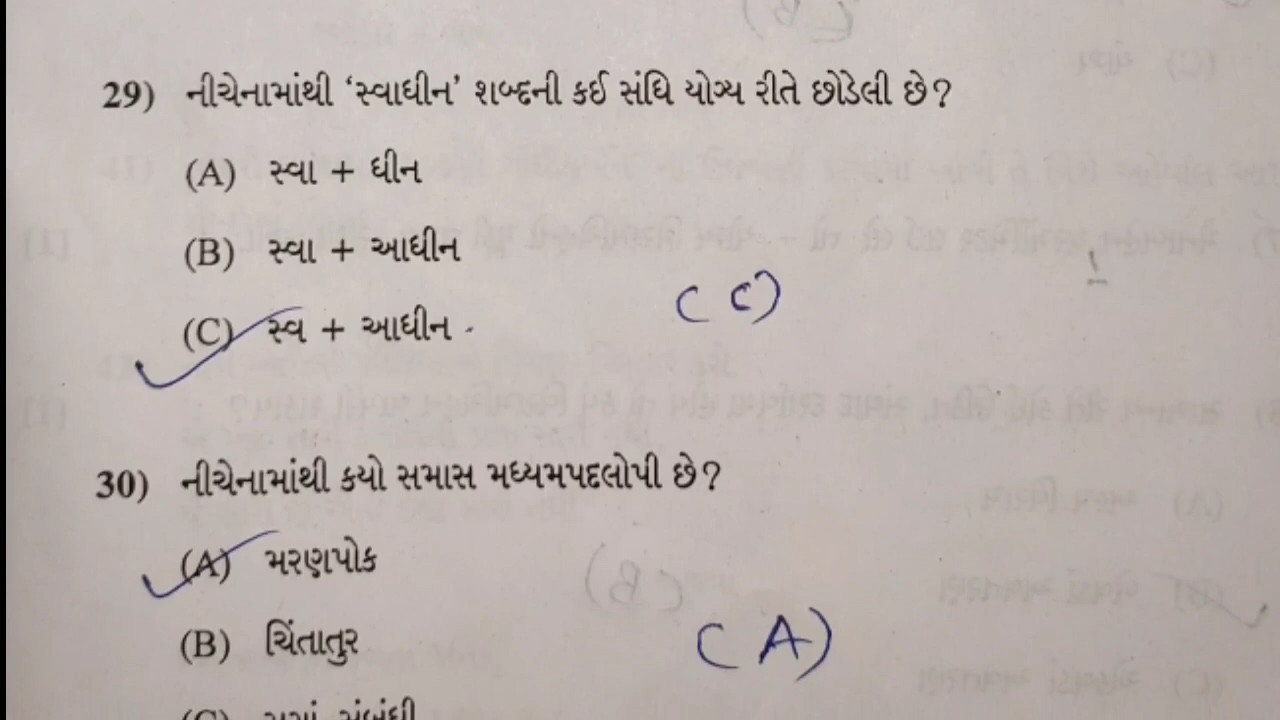 29) નીચેનામાંથી ‘સ્વાધીન’ શબ્દની કઈ સંધિ યોગ્ય રીતે છોડેલી છે?
(A) સ્વા + ધીન
(B) સ્વા + આધીન
(C) સ્વ + આધીન
(C)
30) નીચેનામાંથી કયો સમાસ મધ્યમપદલોપી છે?
(A) મરણપોક
(B) ચિંતાતુર
(A)